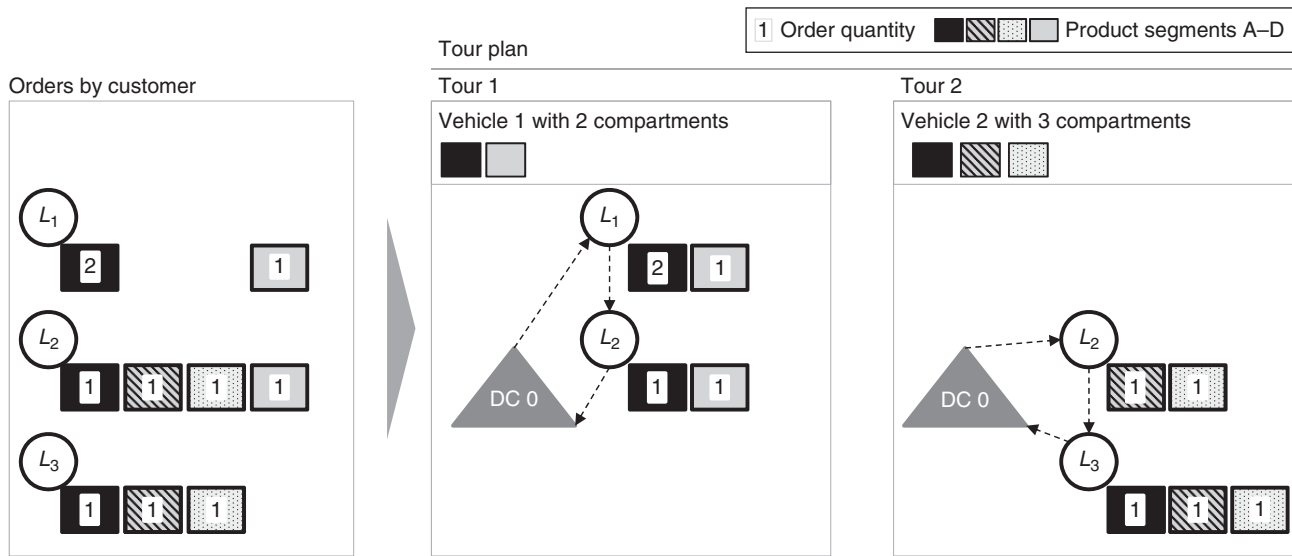 1 Order quantity Product segments A–D
Tour plan
Orders by customer
Tour 1
Tour 2
Vehicle 1 with 2 compartments
Vehicle 2 with 3 compartments
L1
2 1
L2
1 1 1 1
L3
1 1 1
L1
2 1
L2
1 1
DC 0
L2
1 1
DC 0
L3
1 1 1